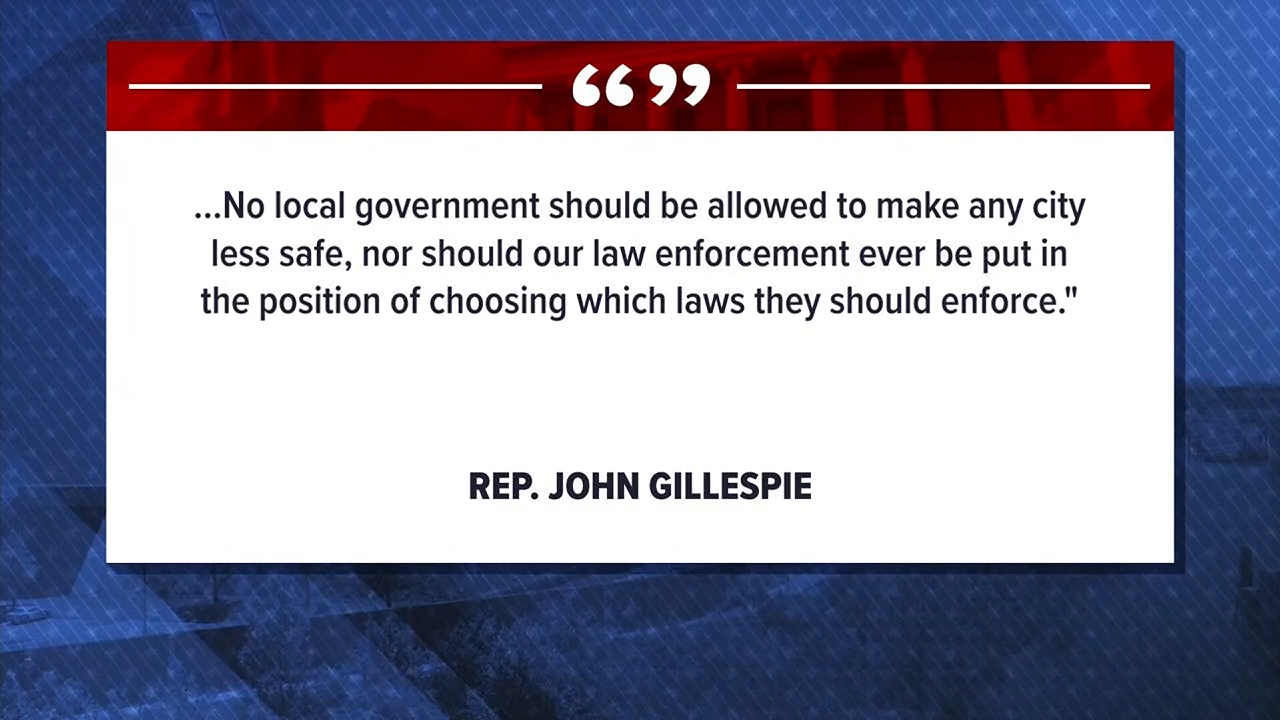 “ ”
...No local government should be allowed to make any city
less safe, nor should our law enforcement ever be put in
the position of choosing which laws they should enforce."
REP. JOHN GILLESPIE